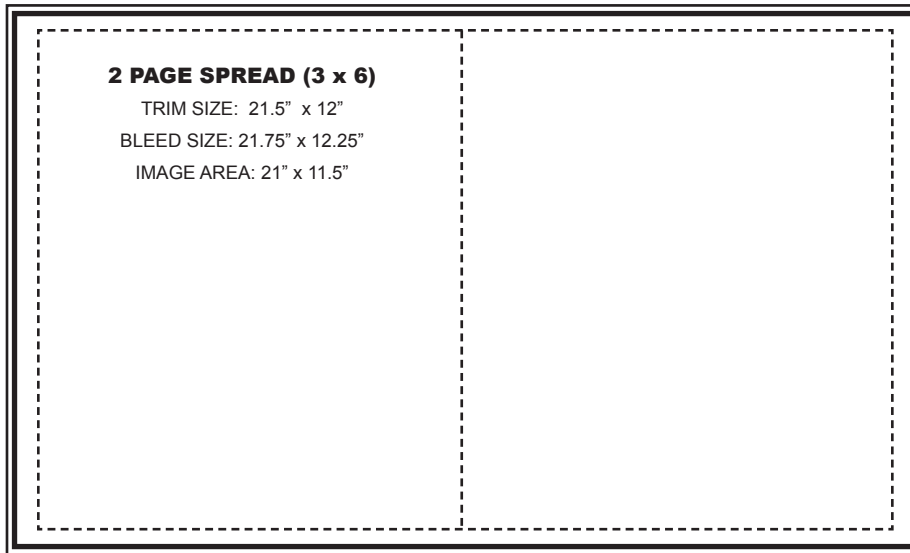 2 PAGE SPREAD (3 x 6)
TRIM SIZE:  21.5” x 12”
BLEED SIZE: 21.75” x 12.25”
IMAGE AREA: 21” x 11.5”